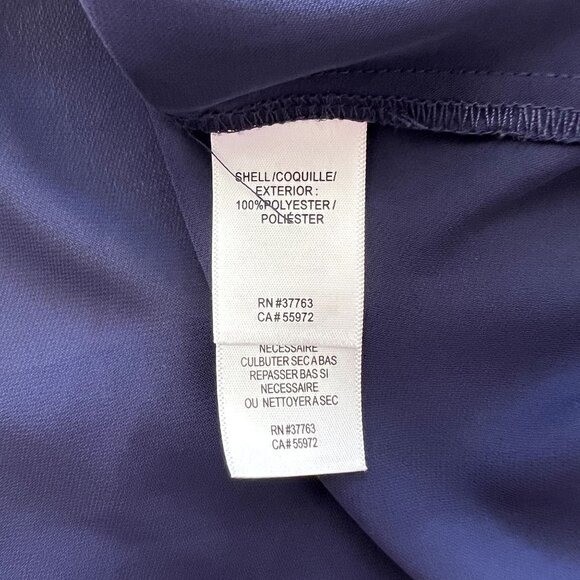 SHELL/COQUILLE/
EXTERIOR :
100%POLYESTER/
POLIÉSTER
RN #37763
CA# 55972
NECESSAIRE
CULBUTER SEC A BAS
REPASSER BAS SI
NECESSAIRE
OU NETTOYER A SEC
RN #37763
CA# 55972